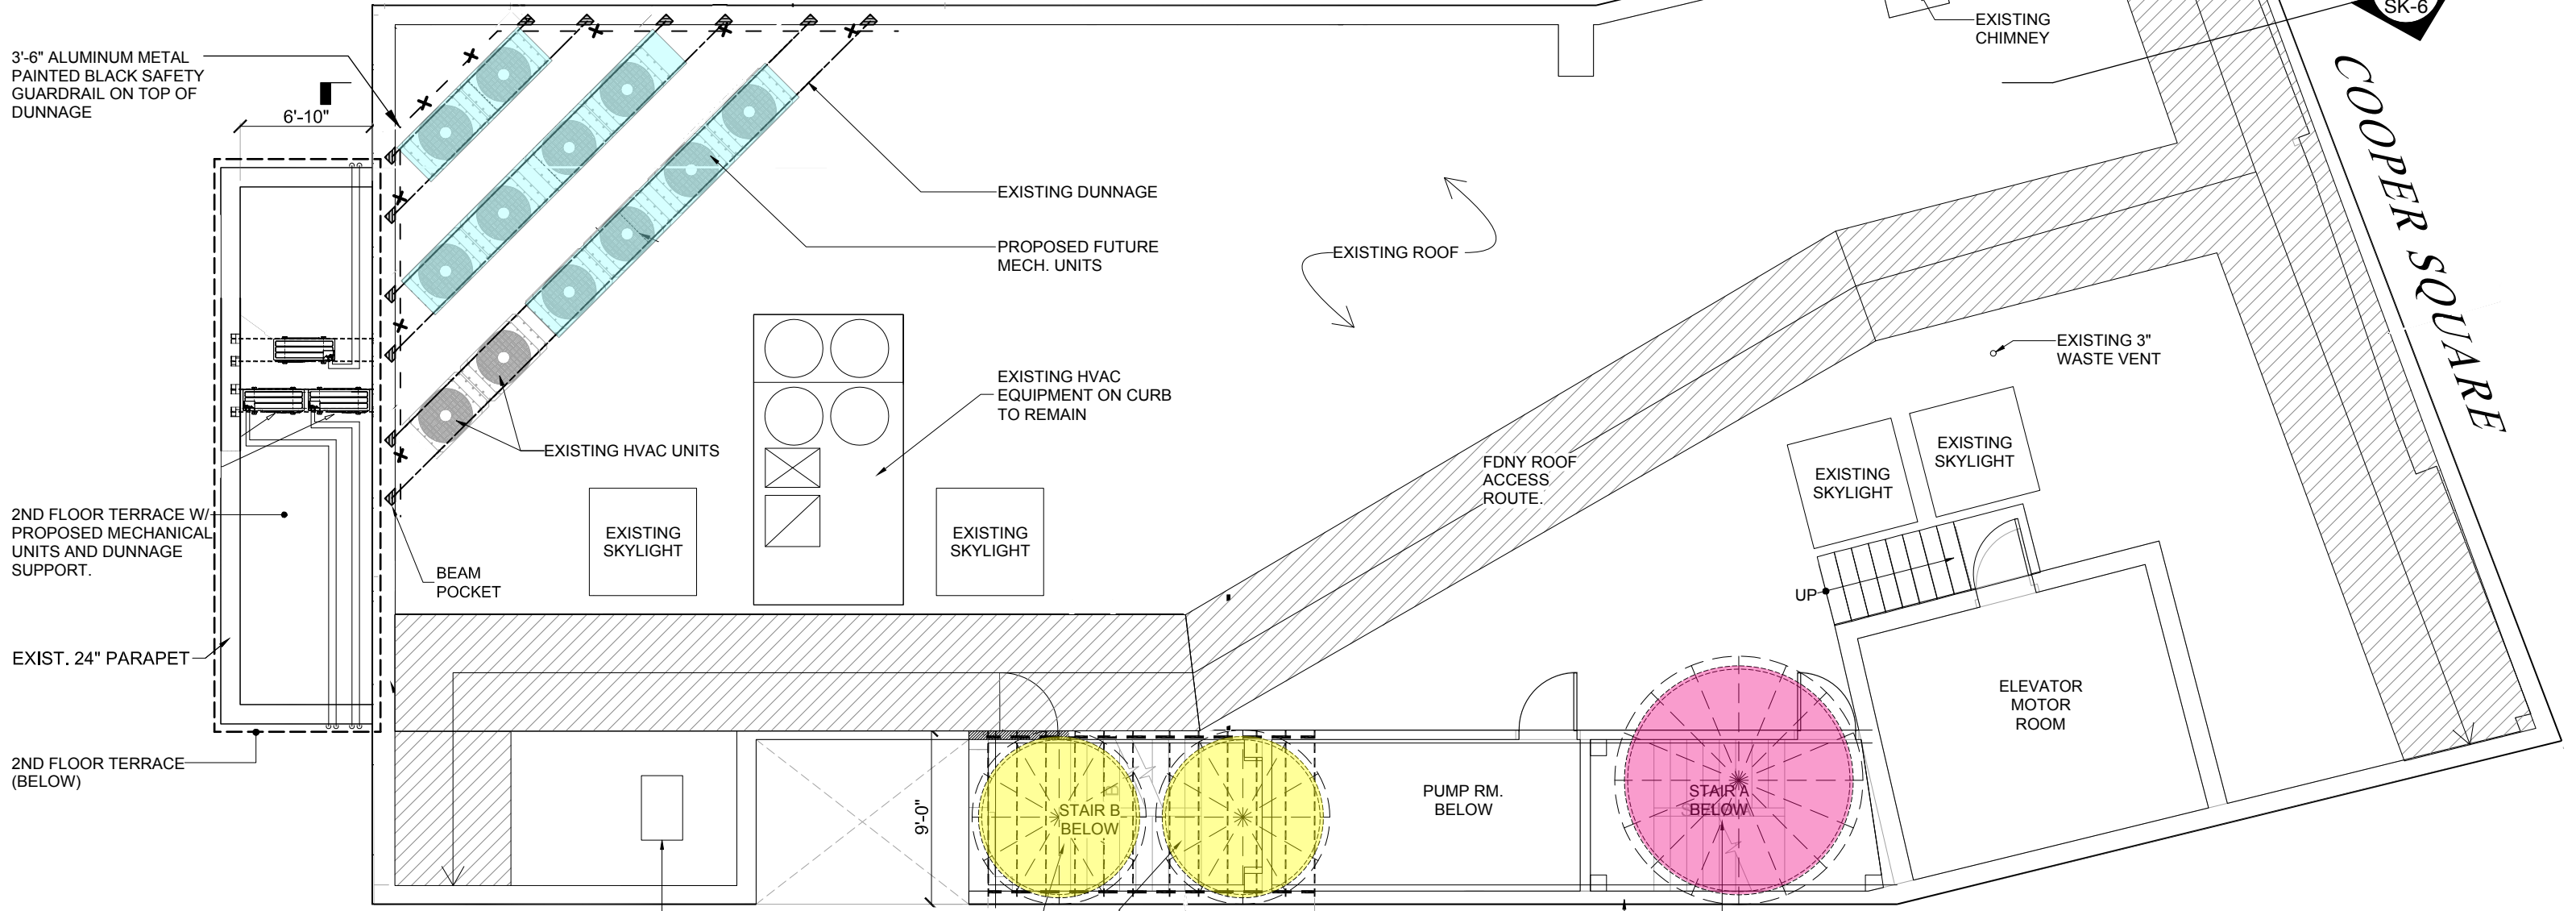 3'-6" ALUMINUM METAL
PAINTED BLACK SAFETY
GUARDRAIL ON TOP OF
DUNNAGE
6'-10"
2ND FLOOR TERRACE W/
PROPOSED MECHANICAL
UNITS AND DUNNAGE
SUPPORT.
EXIST. 24" PARAPET
2ND FLOOR TERRACE
(BELOW)
BEAM
POCKET
EXISTING HVAC UNITS
EXISTING
SKYLIGHT
EXISTING DUNNAGE
PROPOSED FUTURE
MECH. UNITS
EXISTING HVAC
EQUIPMENT ON CURB
TO REMAIN
EXISTING
SKYLIGHT
EXISTING ROOF
FDNY ROOF
ACCESS
ROUTE.
EXISTING
CHIMNEY
SK-6
COOPER SQUARE
EXISTING 3"
WASTE VENT
EXISTING
SKYLIGHT
EXISTING
SKYLIGHT
UP
ELEVATOR
MOTOR
ROOM
9'-0"
STAIR B
BELOW
PUMP RM.
BELOW
STAIR A
BELOW